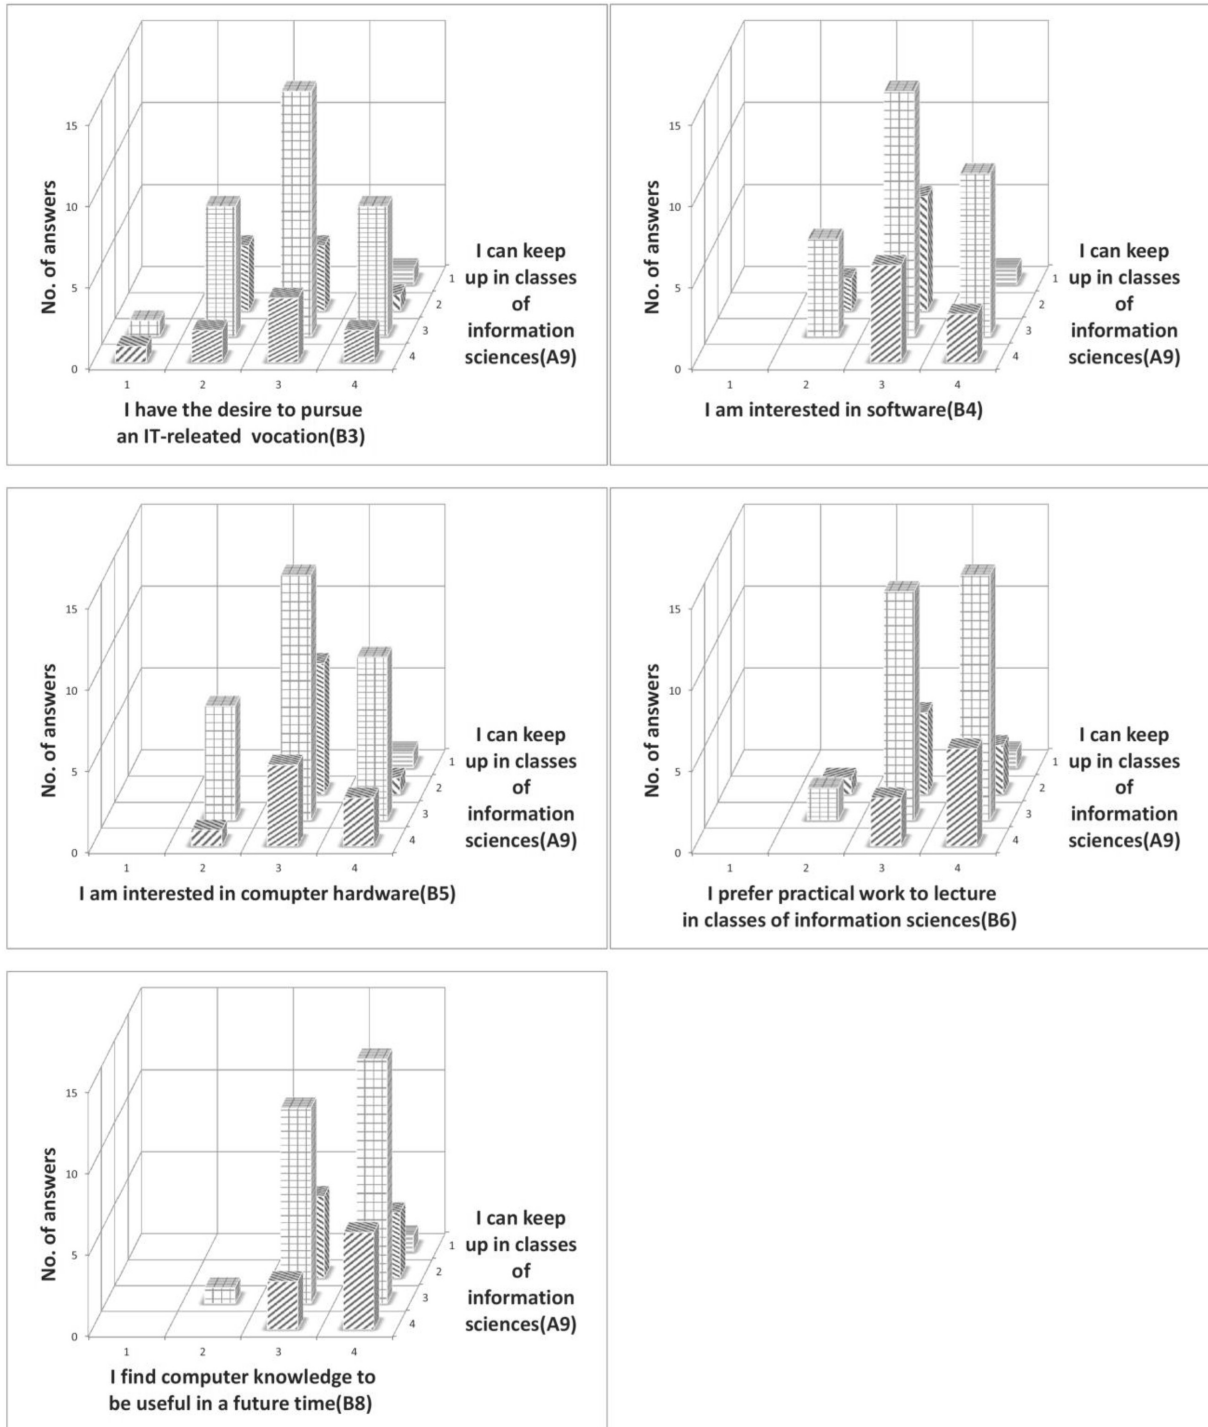 15
10
5
0
No. of answers
1
2
3
4
1
2
3
4
I can keep
up in classes
of
information
sciences(A9)
I have the desire to pursue
an IT-releated vocation(B3)
15
10
5
0
No. of answers
1
2
3
4
1
2
3
4
I can keep
up in classes
of
information
sciences(A9)
I am interested in software(B4)
15
10
5
0
No. of answers
1
2
3
4
1
2
3
4
I can keep
up in classes
of
information
sciences(A9)
I am interested in comupter hardware(B5)
15
10
5
0
No. of answers
1
2
3
4
1
2
3
4
I can keep
up in classes
of
information
sciences(A9)
I prefer practical work to lecture
in classes of information sciences(B6)
15
10
5
0
No. of answers
1
2
3
4
1
2
3
4
I can keep
up in classes
of
information
sciences(A9)
I find computer knowledge to
be useful in a future time(B8)